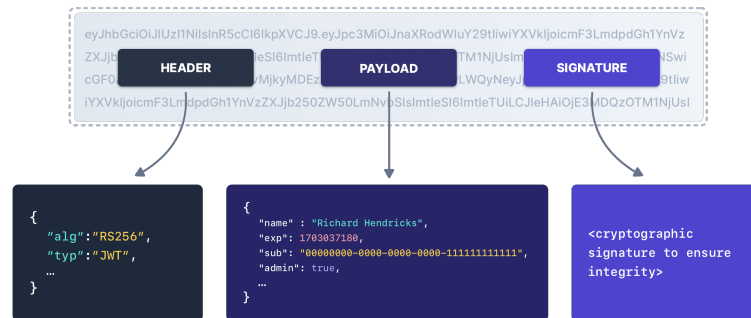 eyJhbGciOiJIUzI1NiIsInR5cCI6IkpXVCJ9.eyJpc3MiOiJnaXRodWIuY29tIiwiYXVkIjoicmF3LmdpdGh1YnVz
HEADER
PAYLOAD
SIGNATURE
iYXVkIjoicmF3LmdpdGh1YnVzZXJjb250ZW50LmNvbSIsImtleSI6ImtleTUiLCJleHAiOjE3MDQzOTM1NjUsI
{
“alg”:”RS256”,
“typ”:”JWT”,
…
}
{
"name" : "Richard Hendricks",
"exp": 1703037180,
"sub": "00000000-0000-0000-0000-111111111111",
"admin": true,
…
}
<cryptographic
signature to ensure
integrity>